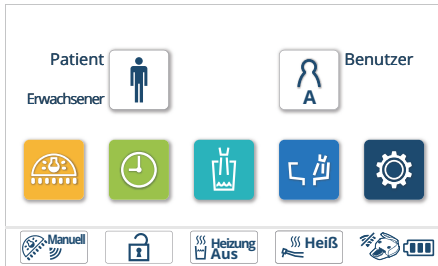 Patient
Erwachsener
A
Benutzer
Manuell
Heizung
Aus
Heiß